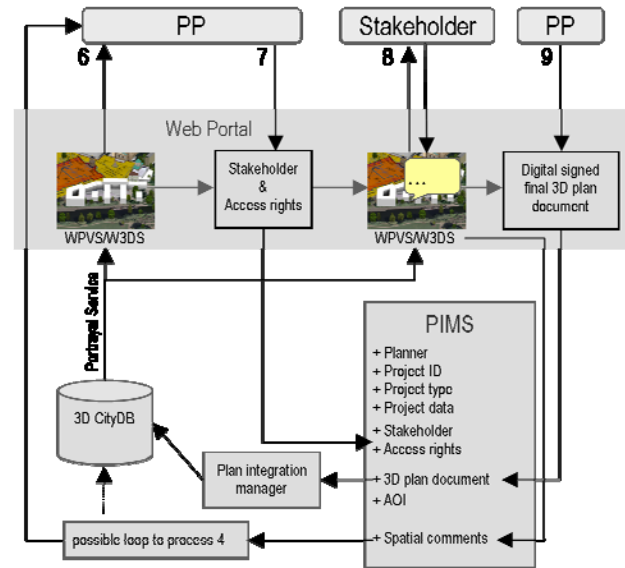 PP
Stakeholder
PP
6
7
8
9
Web Portal
Stakeholder
&
Access rights
...
Digital signed
final 3D plan
document
WPVS/W3DS
WPVS/W3DS
Portrayal Service
PIMS
+ Planner
+ Project ID
+ Project type
+ Project data
+ Stakeholder
+ Access rights
+ 3D plan document
+ AOI
+ Spatial comments
3D CityDB
Plan integration
manager
possible loop to process 4